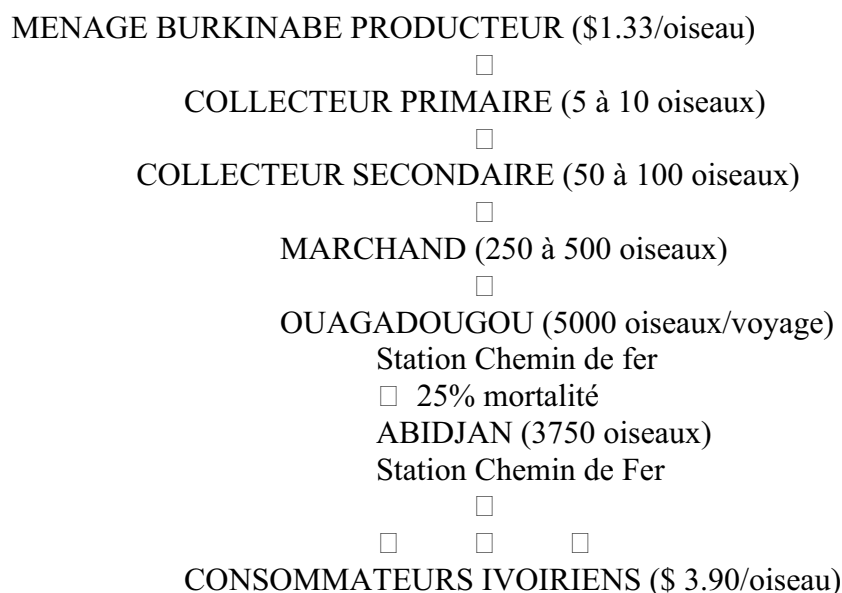 MENAGE BURKINABE PRODUCTEUR ($1.33/oiseau)
COLLECTEUR PRIMAIRE (5 à 10 oiseaux)
COLLECTEUR SECONDAIRE (50 à 100 oiseaux)
MARCHAND (250 à 500 oiseaux)
OUAGADOUGOU (5000 oiseaux/voyage)
Station Chemin de fer
25% mortalité
ABIDJAN (3750 oiseaux)
Station Chemin de Fer
CONSOMMATEURS IVOIRIENS ($ 3.90/oiseau)